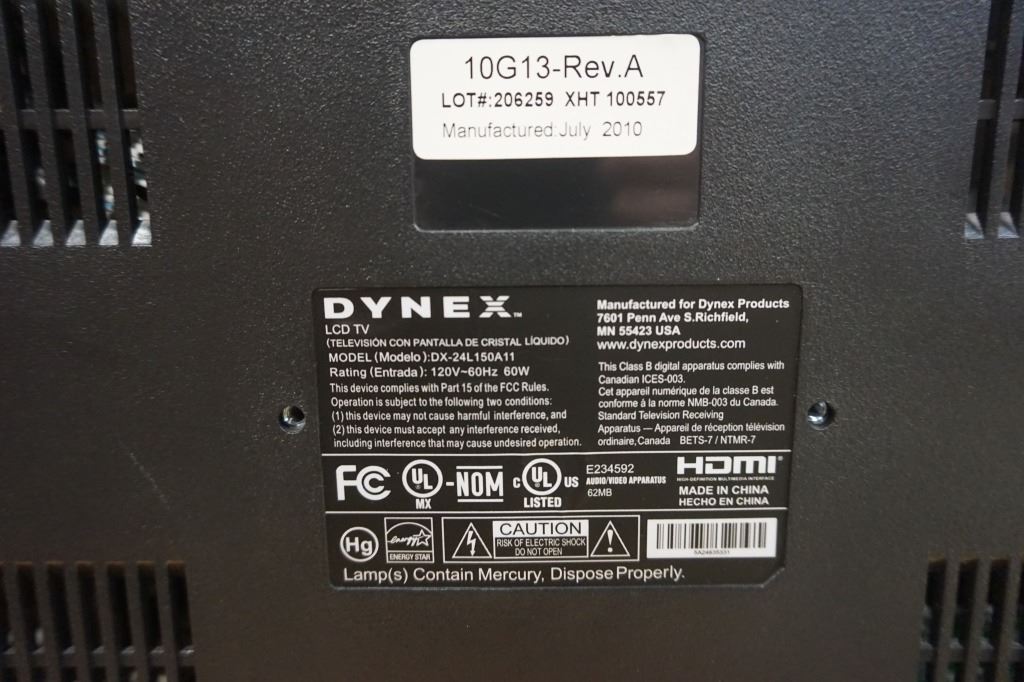 10G13-Rev.A
LOT#:206259 XHT 100557
Manufactured:July 2010
DYNEX™
LCD TV
(TELEVISIÓN CON PANTALLA DE CRISTAL LÍQUIDO)
MODEL (Modelo):DX-24L150A11
Rating (Entrada): 120V~60Hz 60W
This device complies with Part 15 of the FCC Rules.
Operation is subject to the following two conditions:
(1) this device may not cause harmful interference, and
(2) this device must accept any interference received,
including interference that may cause undesired operation.
Manufactured for Dynex Products
7601 Penn Ave S.Richfield,
MN 55423 USA
www.dynexproducts.com
This Class B digital apparatus complies with
Canadian ICES-003.
Cet appareil numérique de la classe B est
conforme à la norme NMB-003 du Canada.
Standard Television Receiving
Apparatus — Appareil de réception télévision
ordinaire,Canada BETS-7 / NTMR-7
FC UL MX -NOM c UL US LISTED
E234592
AUDIO/VIDEO APPARATUS
62MB
HDMI®
HIGH-DEFINITION MULTIMEDIA INTERFACE
MADE IN CHINA
HECHO EN CHINA
Hg
energy
ENERGY STAR
CAUTION
RISK OF ELECTRIC SHOCK
DO NOT OPEN
Lamp(s) Contain Mercury, Dispose Properly.